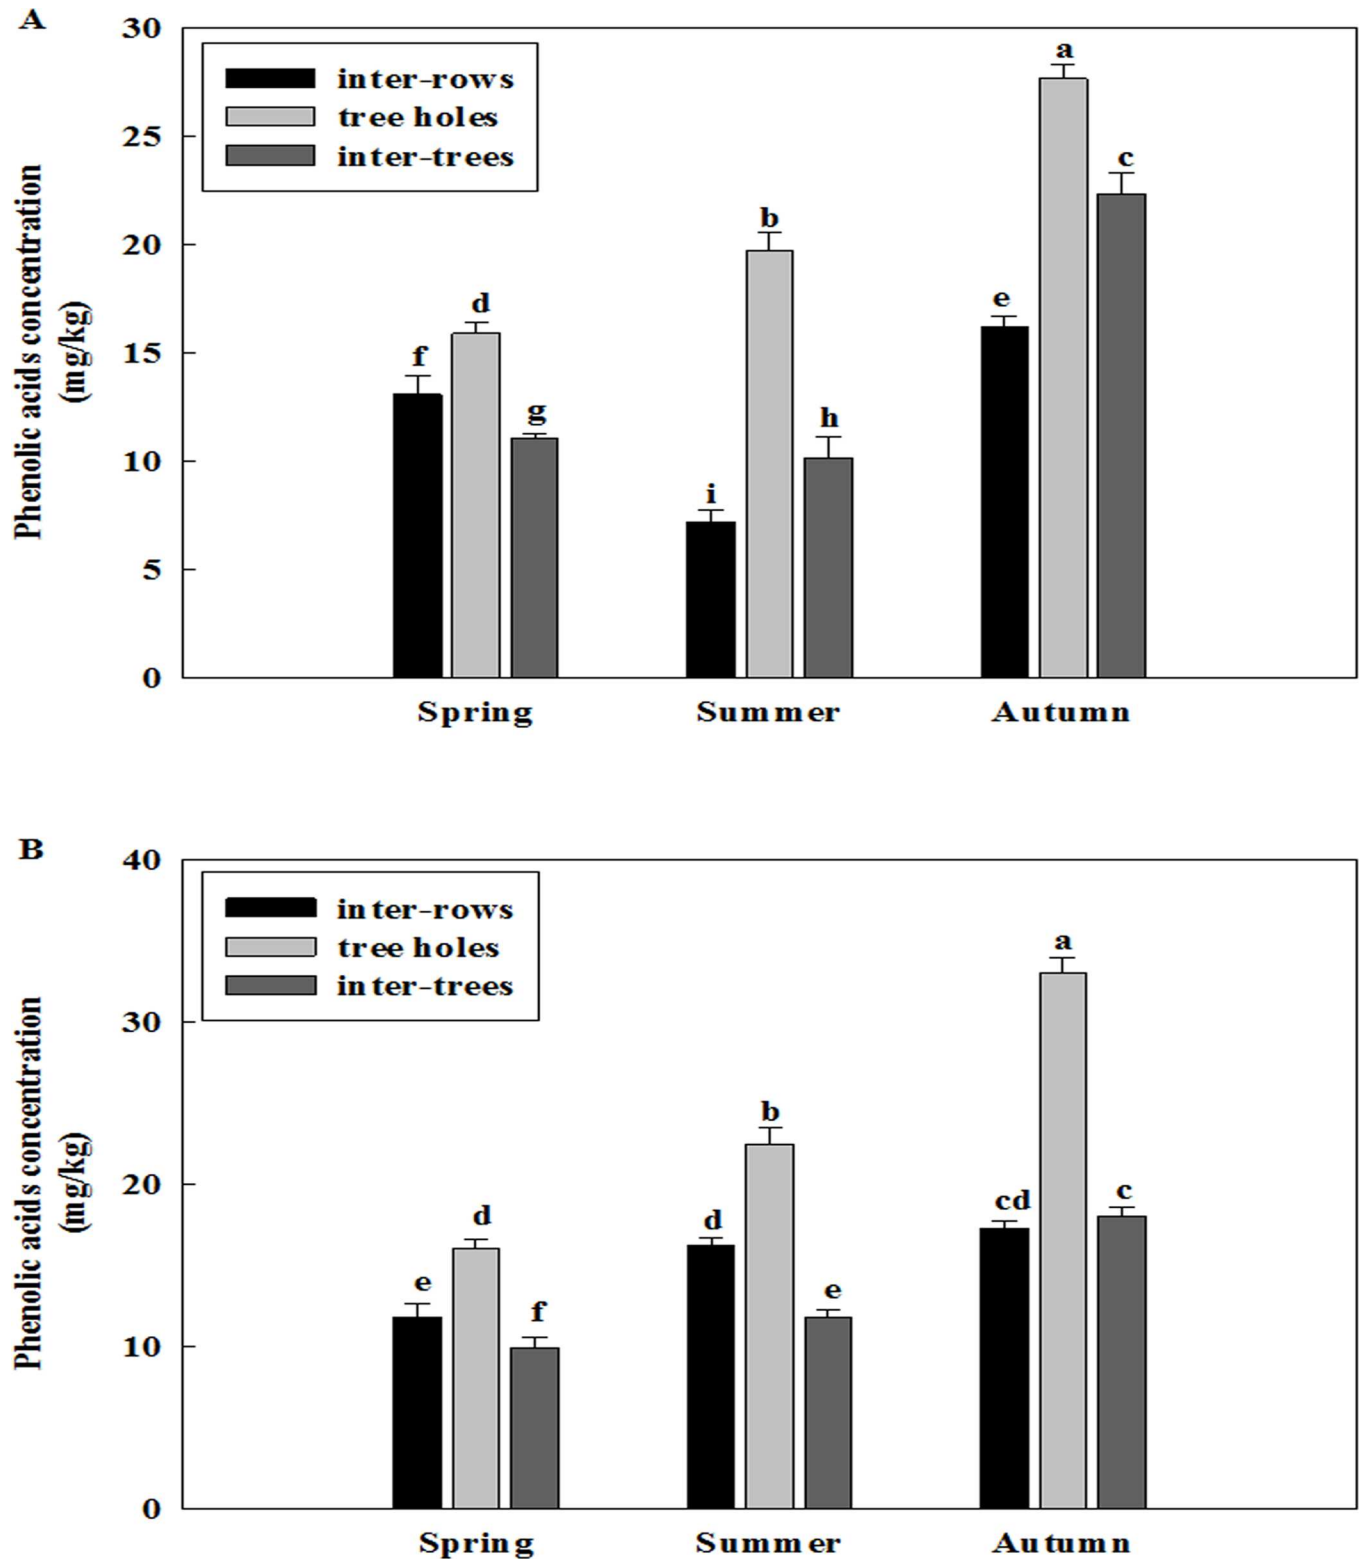 A
30
25
20
15
10
5
0
Phenolic acids concentration
(mg/kg)
inter-rows
tree holes
inter-trees
f
d
g
i
b
h
e
a
c
Spring
Summer
Autumn
B
40
30
20
10
0
Phenolic acids concentration
(mg/kg)
inter-rows
tree holes
inter-trees
e
d
f
d
b
e
cd
a
c
Spring
Summer
Autumn